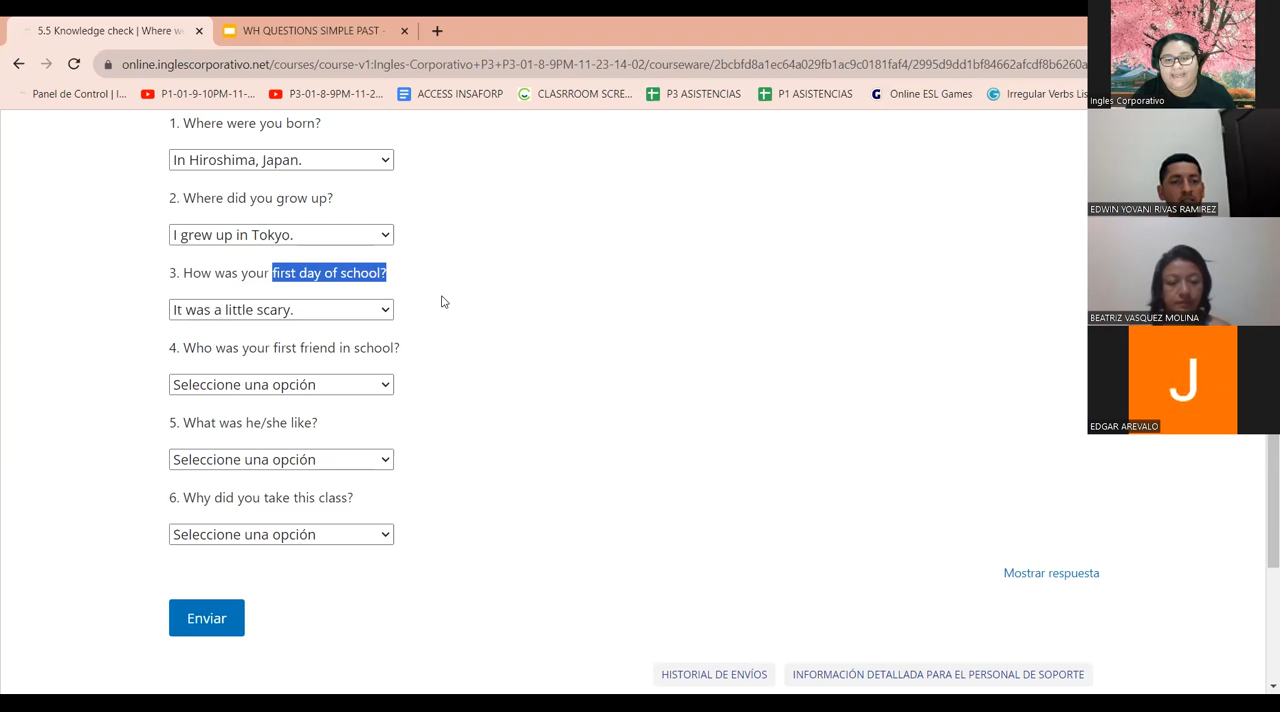 5.5 Knowledge check | Where w
WH QUESTIONS SIMPLE PAST -
online.inglescorporativo.net/courses/course-v1:Ingles-Corporativo+P3+P3-01-8-9PM-11-23-14-02/courseware/2bcbfd8a1ec64a029fb1ac9c0181faf4/2995d9dd1bf84662afcdf8b6260a
Panel de Control | I...
P1-01-9-10PM-11-...
P3-01-8-9PM-11-2...
ACCESS INSAFORP
CLASRROOM SCRE...
P3 ASISTENCIAS
P1 ASISTENCIAS
Online ESL Games
Irregular Verbs Lis
1. Where were you born?
In Hiroshima, Japan.
2. Where did you grow up?
I grew up in Tokyo.
3. How was your first day of school?
It was a little scary.
4. Who was your first friend in school?
Seleccione una opción
5. What was he/she like?
Seleccione una opción
6. Why did you take this class?
Seleccione una opción
Mostrar respuesta
Enviar
HISTORIAL DE ENVÍOS
INFORMACIÓN DETALLADA PARA EL PERSONAL DE SOPORTE
Ingles Corporativo
EDWIN YOVANI RIVAS RAMIREZ
BEATRIZ VASQUEZ MOLINA
J
EDGAR AREVALO